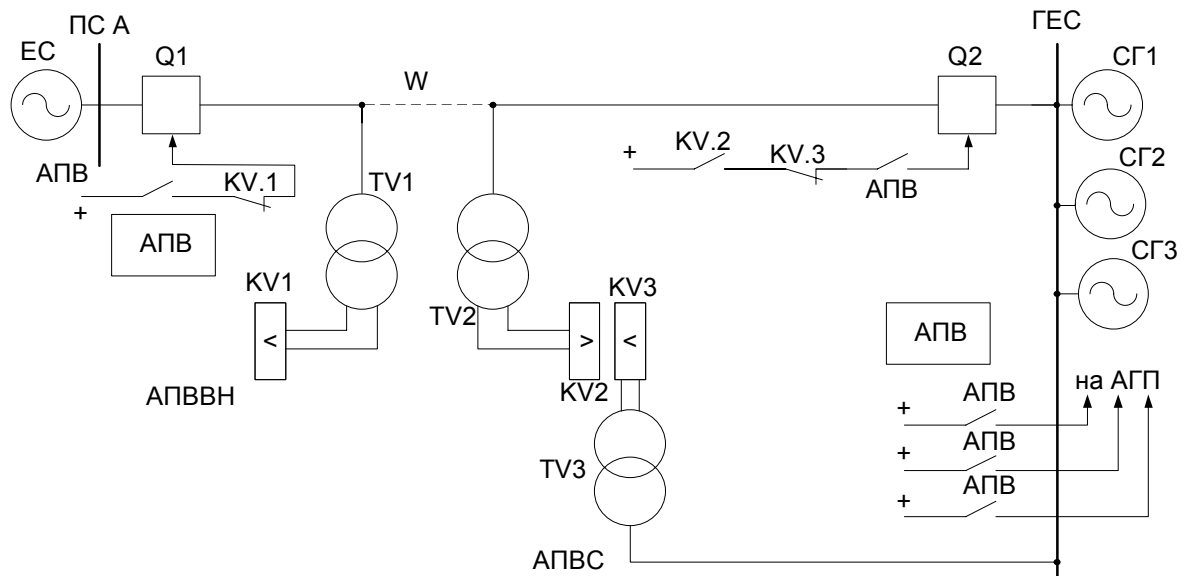 ПС А
ГЕС
ЕС
Q1
W
Q2
СГ1
АПВ
+
KV.1
АПВ
TV1
+
KV.2
KV.3
АПВ
СГ2
СГ3
KV1
<
TV2
>
KV2
KV3
<
АПВ
АПВВН
TV3
на АГП
+
АПВ
+
АПВ
+
АПВ
АПВС